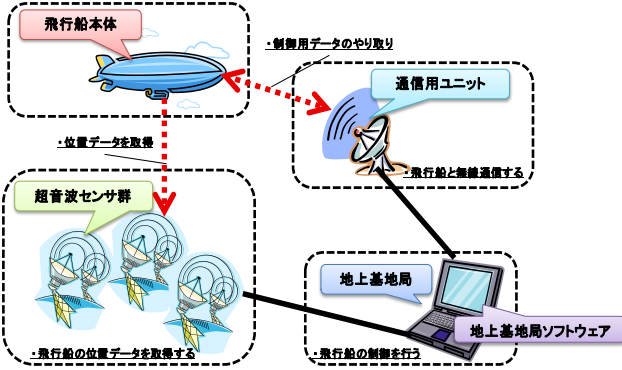 飛行船本体
・制御用データのやり取り
通信用ユニット
・位置データを取得
・飛行船と無線通信する
超音波センサ群
地上基地局
地上基地局ソフトウェア
・飛行船の位置データを取得する
・飛行船の制御を行う